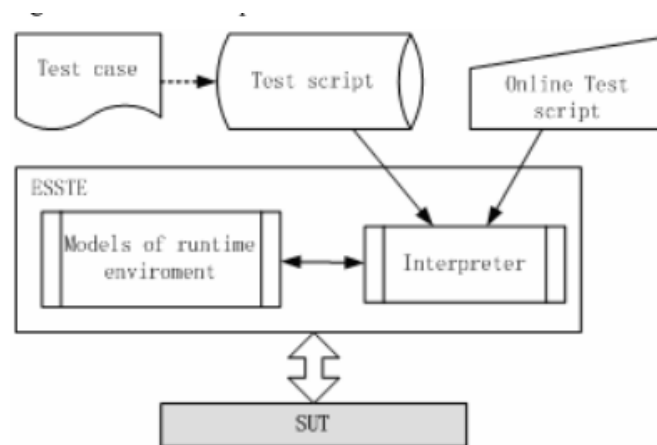 Test case
Test script
Online Test
script
ESSTE
Models of runtime
enviroment
Interpreter
SUT